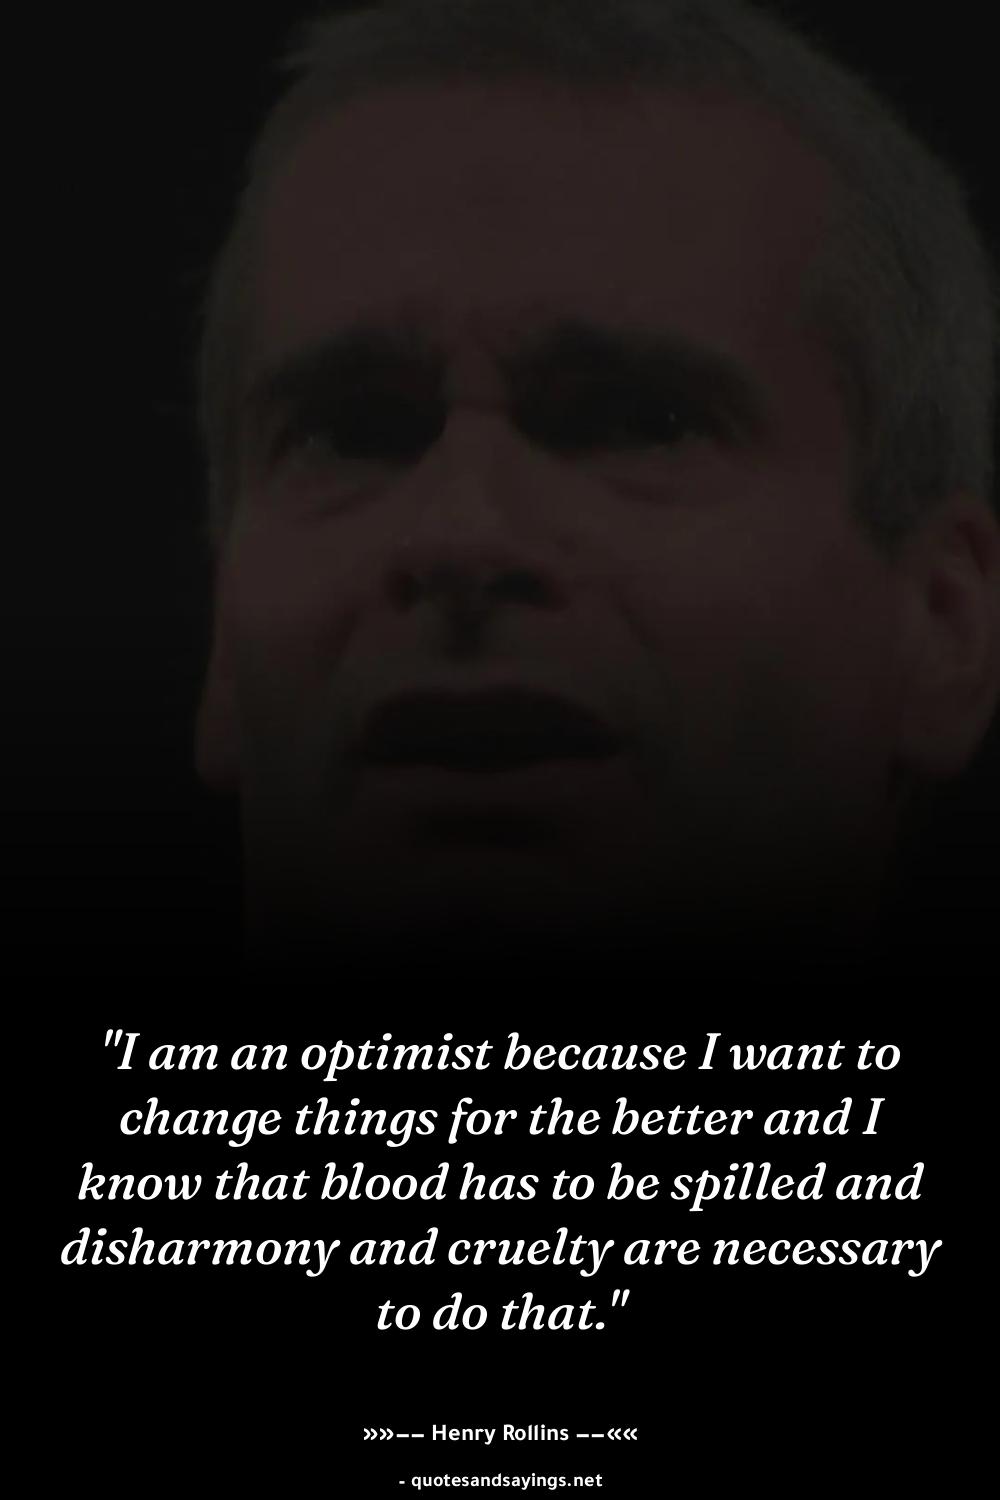 "I am an optimist because I want to
change things for the better and I
know that blood has to be spilled and
disharmony and cruelty are necessary
to do that."
»»−− Henry Rollins −−««
- quotesandsayings.net